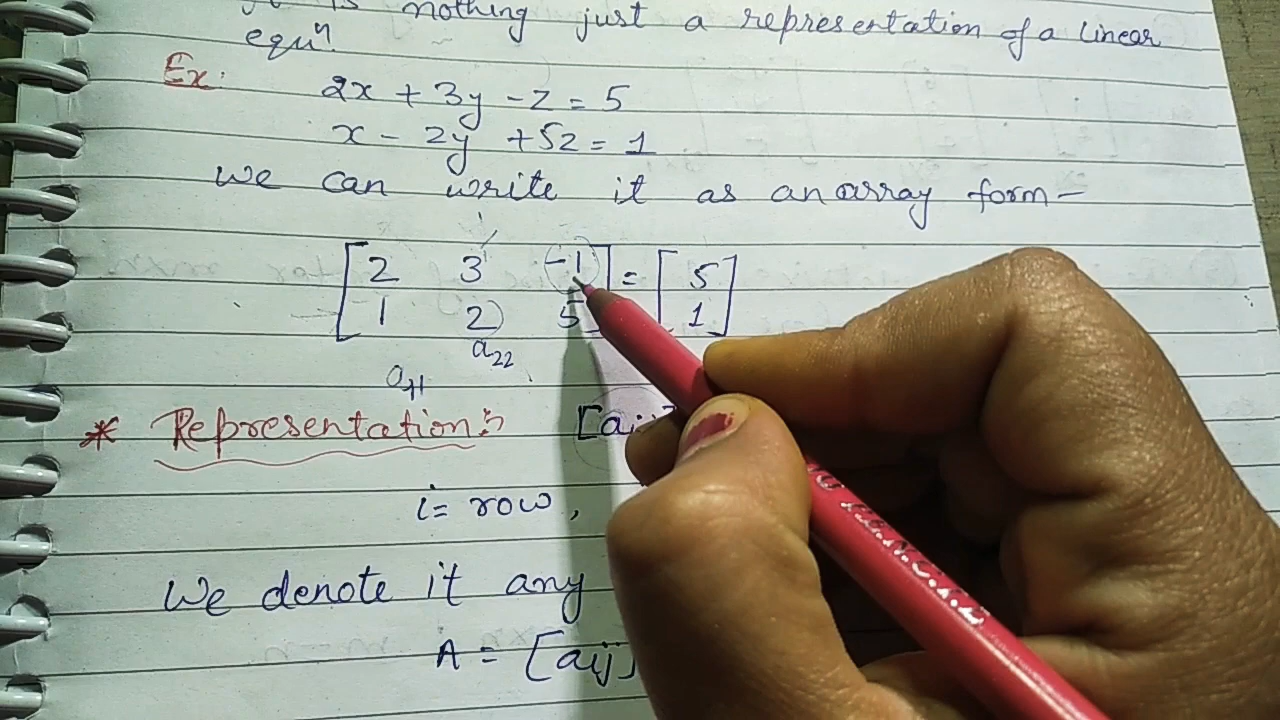 is nothing just a representation of a linear
equⁿ.
Ex:
2x + 3y - z = 5
x - 2y + 5z = 1
we can write it as an array form -
[2 3 -1] = [5]
[1 2 5] [1]
a22
a11
* Representation:
[aij]
i = row,
We denote it any
A = [aij]